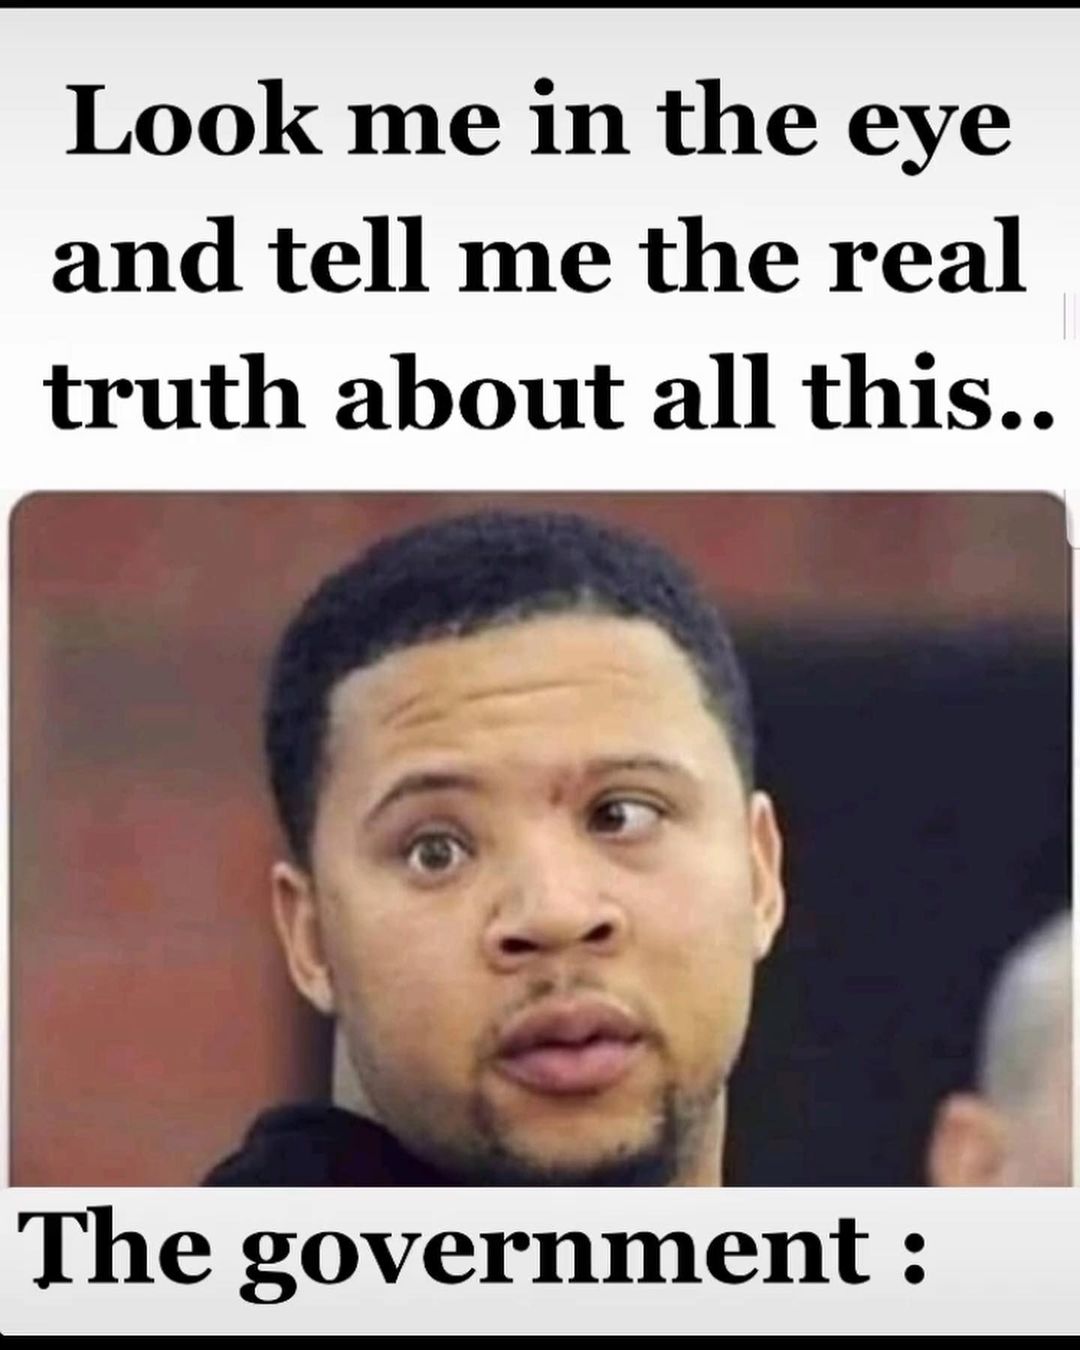 Look me in the eye
and tell me the real
truth about all this..
The government :